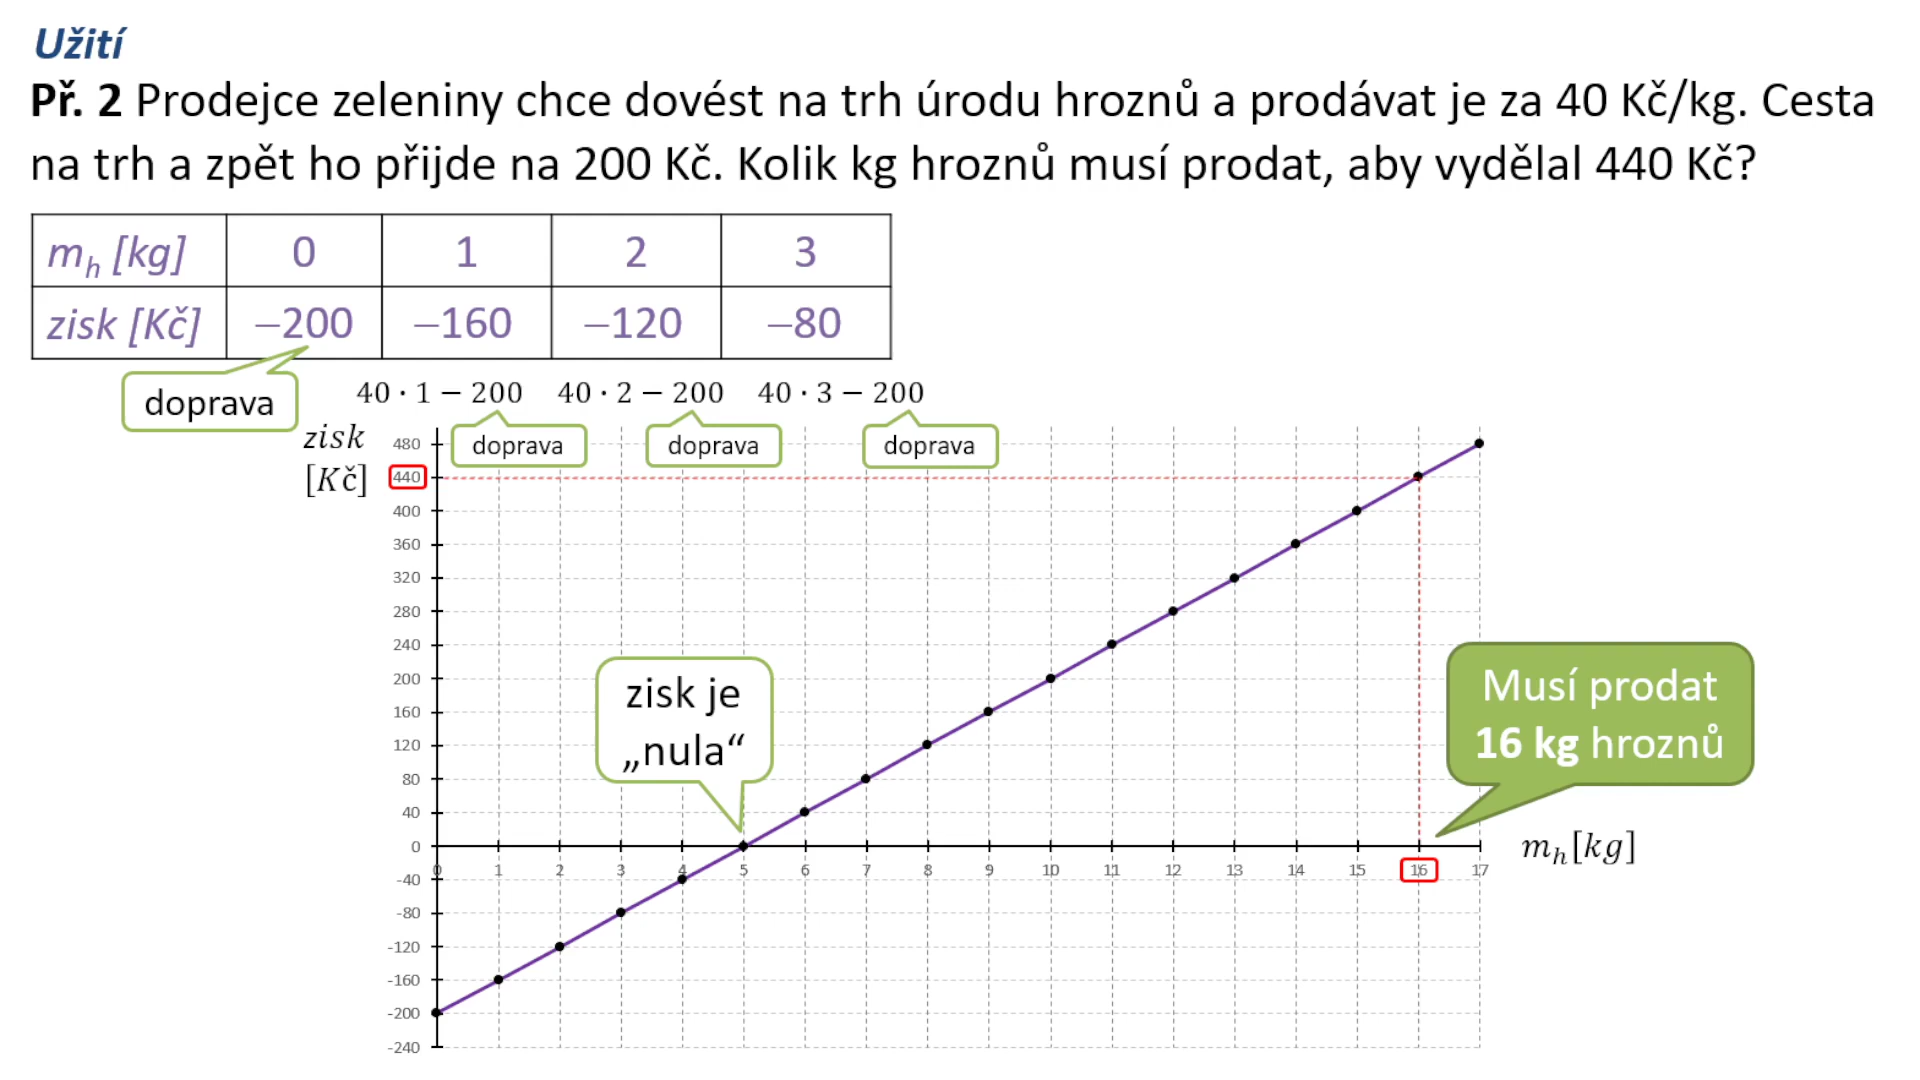 Užití
Př. 2 Prodejce zeleniny chce dovést na trh úrodu hroznů a prodávat je za 40 Kč/kg. Cesta
na trh a zpět ho přijde na 200 Kč. Kolik kg hroznů musí prodat, aby vydělal 440 Kč?
m_h [kg] 0 1 2 3
zisk [Kč] −200 −160 −120 −80
doprava
40 · 1 − 200 40 · 2 − 200 40 · 3 − 200
doprava doprava doprava
zisk
[Kč]
480
440
400
360
320
280
240
200
160
120
80
40
0
-40
-80
-120
-160
-200
-240
zisk je
„nula“
Musí prodat
16 kg hroznů
m_h[kg]
0 1 2 3 4 5 6 7 8 9 10 11 12 13 14 15 16 17